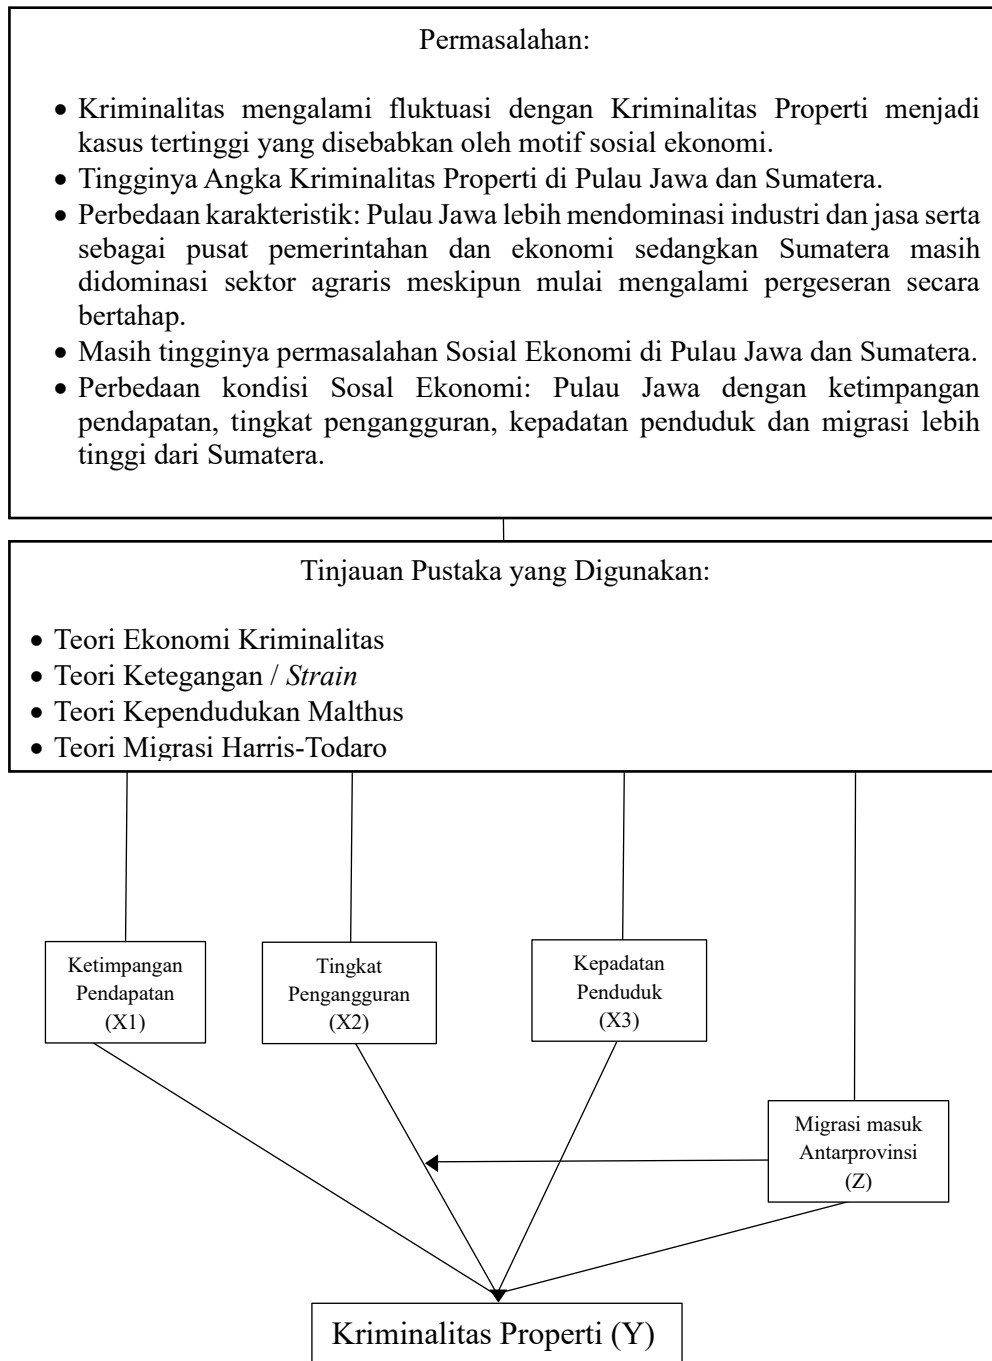 Permasalahan:
• Kriminalitas mengalami fluktuasi dengan Kriminalitas Properti menjadi
kasus tertinggi yang disebabkan oleh motif sosial ekonomi.
• Tingginya Angka Kriminalitas Properti di Pulau Jawa dan Sumatera.
• Perbedaan karakteristik: Pulau Jawa lebih mendominasi industri dan jasa serta
sebagai pusat pemerintahan dan ekonomi sedangkan Sumatera masih
didominasi sektor agraris meskipun mulai mengalami pergeseran secara
bertahap.
• Masih tingginya permasalahan Sosial Ekonomi di Pulau Jawa dan Sumatera.
• Perbedaan kondisi Sosal Ekonomi: Pulau Jawa dengan ketimpangan
pendapatan, tingkat pengangguran, kepadatan penduduk dan migrasi lebih
tinggi dari Sumatera.
Tinjauan Pustaka yang Digunakan:
• Teori Ekonomi Kriminalitas
• Teori Ketegangan / Strain
• Teori Kependudukan Malthus
• Teori Migrasi Harris-Todaro
Ketimpangan
Pendapatan
(X1)
Tingkat
Pengangguran
(X2)
Kepadatan
Penduduk
(X3)
Migrasi masuk
Antarprovinsi
(Z)
Kriminalitas Properti (Y)